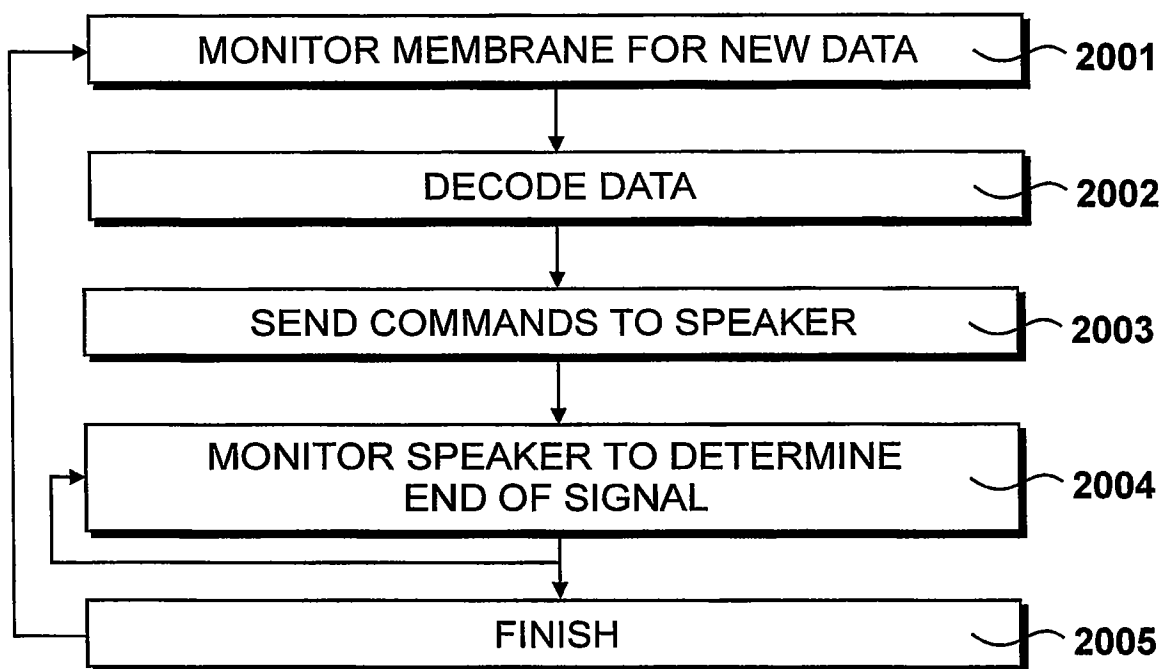 MONITOR MEMBRANE FOR NEW DATA
2001
DECODE DATA
2002
SEND COMMANDS TO SPEAKER
2003
MONITOR SPEAKER TO DETERMINE
END OF SIGNAL
2004
FINISH
2005